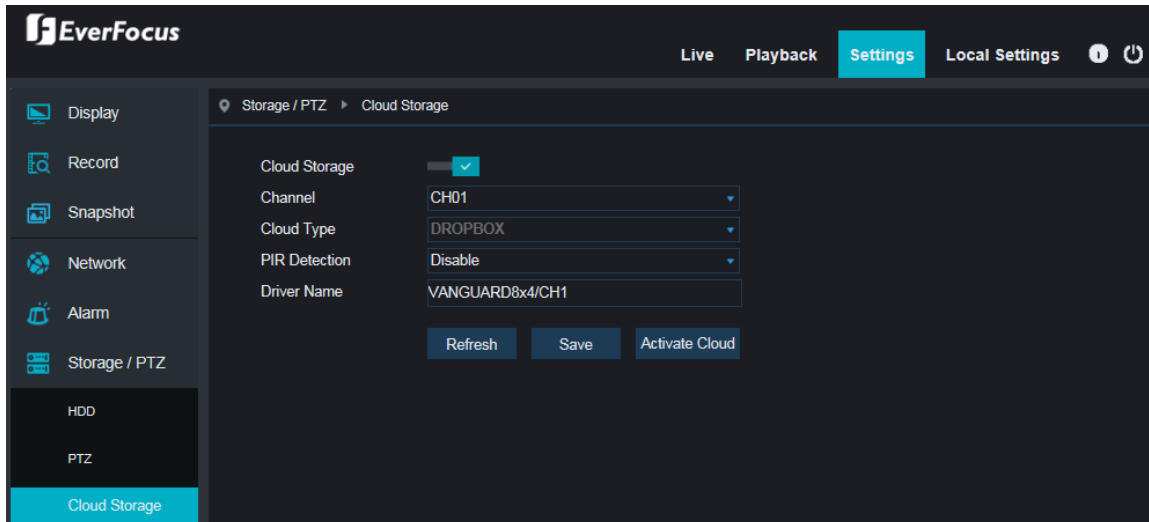 EverFocus
Live Playback Settings Local Settings
Display
Record
Snapshot
Network
Alarm
Storage / PTZ
HDD
PTZ
Cloud Storage
Storage / PTZ Cloud Storage
Cloud Storage
Channel CH01
Cloud Type DROPBOX
PIR Detection Disable
Driver Name VANGUARD8x4/CH1
Refresh Save Activate Cloud